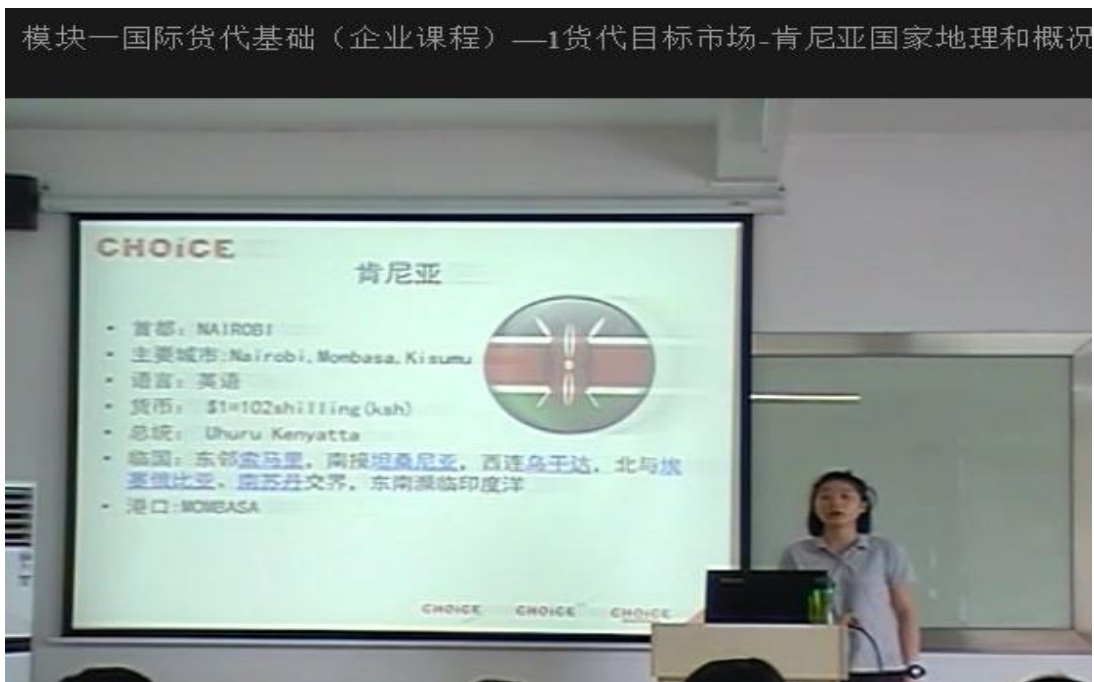 模块一国际货代基础（企业课程）—1货代目标市场-肯尼亚国家地理和概况
CHOiCE
肯尼亚
• 首都：NAIROBI
• 主要城市:Nairobi,Mombasa,Kisumu
• 语言：英语
• 货币： $1=102shilling(ksh)
• 总统： Uhuru Kenyatta
• 临国：东邻索马里，南接坦桑尼亚，西连乌干达，北与埃
塞俄比亚、南苏丹交界，东南濒临印度洋
• 港口:MOMBASA
CHOiCE CHOiCE CHOiCE